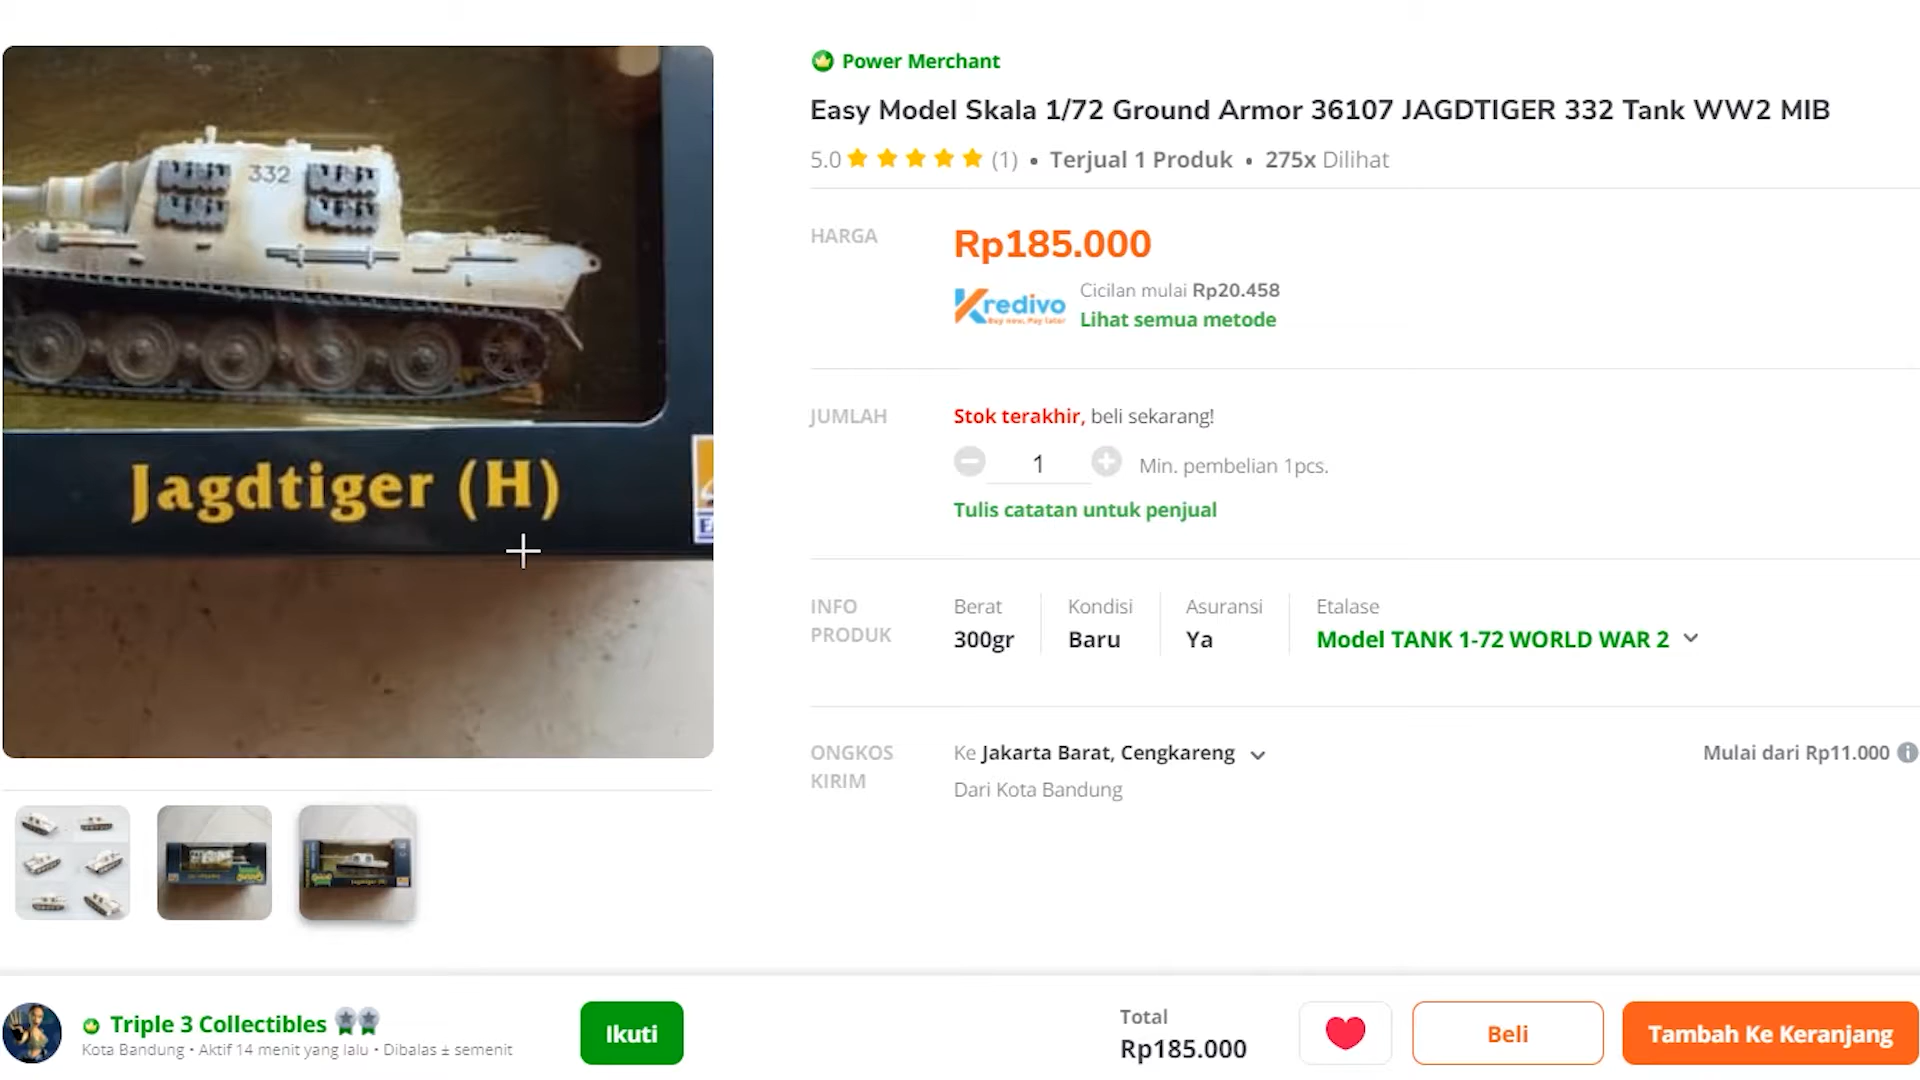 332
Jagdtiger (H)
Power Merchant
Easy Model Skala 1/72 Ground Armor 36107 JAGDTIGER 332 Tank WW2 MIB
5.0 (1) • Terjual 1 Produk • 275x Dilihat
HARGA
Rp185.000
Kredivo
Buy now, Pay later
Cicilan mulai Rp20.458
Lihat semua metode
JUMLAH
Stok terakhir, beli sekarang!
1
Min. pembelian 1pcs.
Tulis catatan untuk penjual
INFO PRODUK
Berat
300gr
Kondisi
Baru
Asuransi
Ya
Etalase
Model TANK 1-72 WORLD WAR 2
ONGKOS KIRIM
Ke Jakarta Barat, Cengkareng
Mulai dari Rp11.000
Dari Kota Bandung
Triple 3 Collectibles
Kota Bandung • Aktif 14 menit yang lalu • Dibalas ± semenit
Ikuti
Total
Rp185.000
Beli
Tambah Ke Keranjang